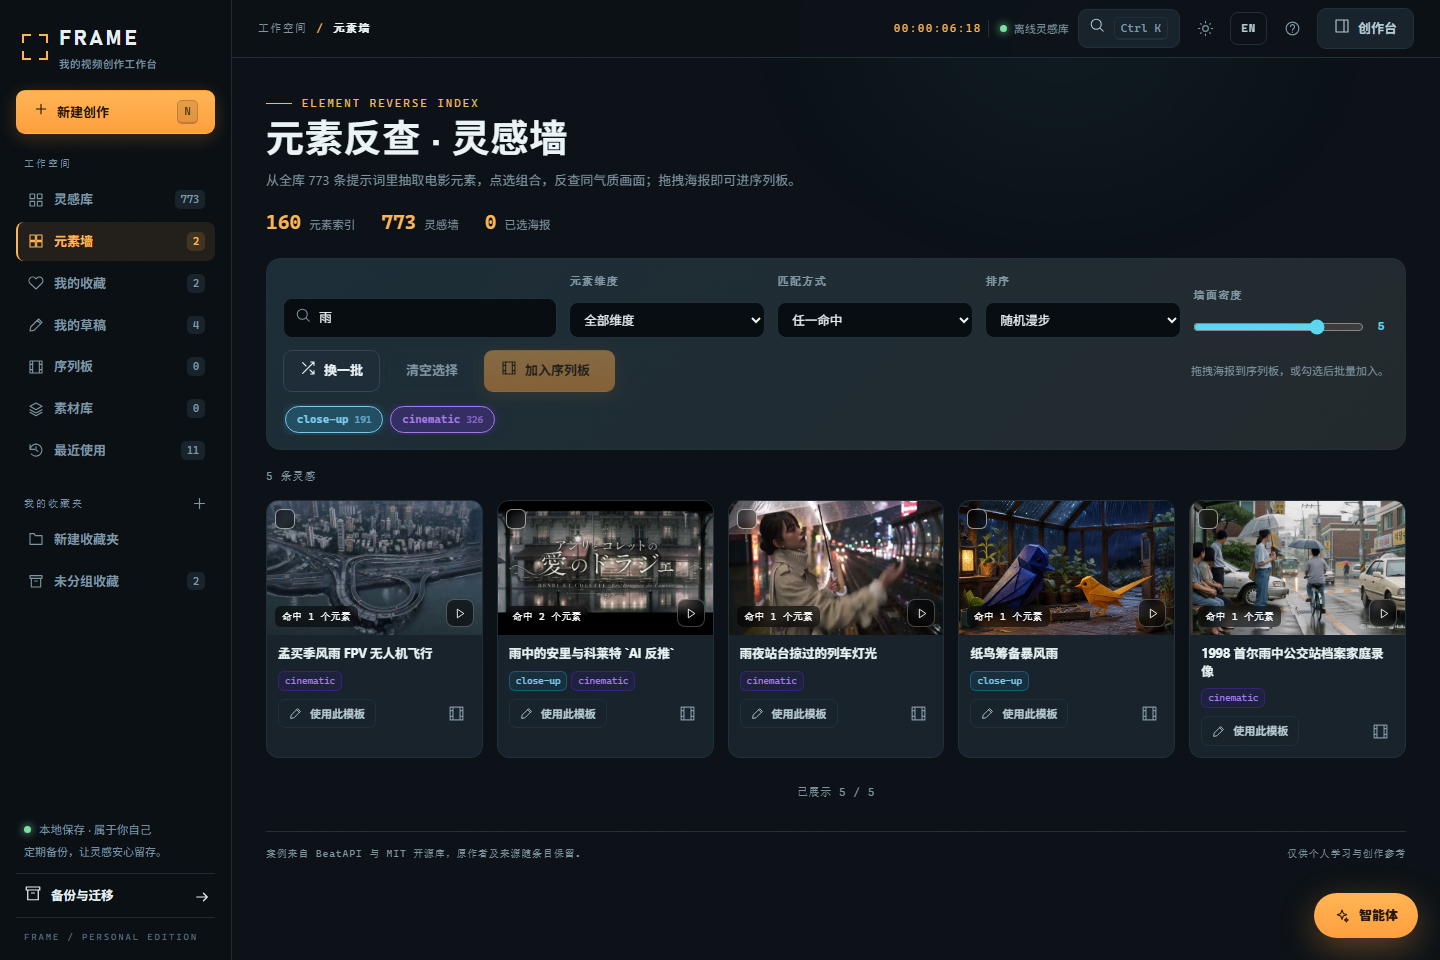 FRAME
我的视频创作工作台
新建创作 N
工作空间
灵感库 773
元素墙 2
我的收藏 2
我的草稿 4
序列板 0
素材库 0
最近使用 11
我的收藏夹
新建收藏夹
未分组收藏 2
本地保存 · 属于你自己
定期备份，让灵感安心留存。
备份与迁移
FRAME / PERSONAL EDITION
工作空间 / 元素墙
00:00:06:18 离线灵感库 Ctrl K EN 创作台
ELEMENT REVERSE INDEX
元素反查 · 灵感墙
从全库 773 条提示词里抽取电影元素，点选组合，反查同气质画面；拖拽海报即可进序列板。
160 元素索引 773 灵感墙 0 已选海报
元素维度 匹配方式 排序 墙面密度
雨 全部维度 任一命中 随机漫步 5
换一批 清空选择 加入序列板 拖拽海报到序列板，或勾选后批量加入。
close-up 191 cinematic 326
5 条灵感
アンリとコレットの
愛のドラジェ
命中 1 个元素
命中 2 个元素
命中 1 个元素
命中 1 个元素
命中 1 个元素
孟买季风雨 FPV 无人机飞行
cinematic
使用此模板
雨中的安里与科莱特 `AI 反推`
close-up cinematic
使用此模板
雨夜站台掠过的列车灯光
cinematic
使用此模板
纸鸟筹备暴风雨
close-up
使用此模板
1998 首尔雨中公交站档案家庭录
像
cinematic
使用此模板
已展示 5 / 5
案例来自 BeatAPI 与 MIT 开源库，原作者及来源随条目保留。
仅供个人学习与创作参考
智能体